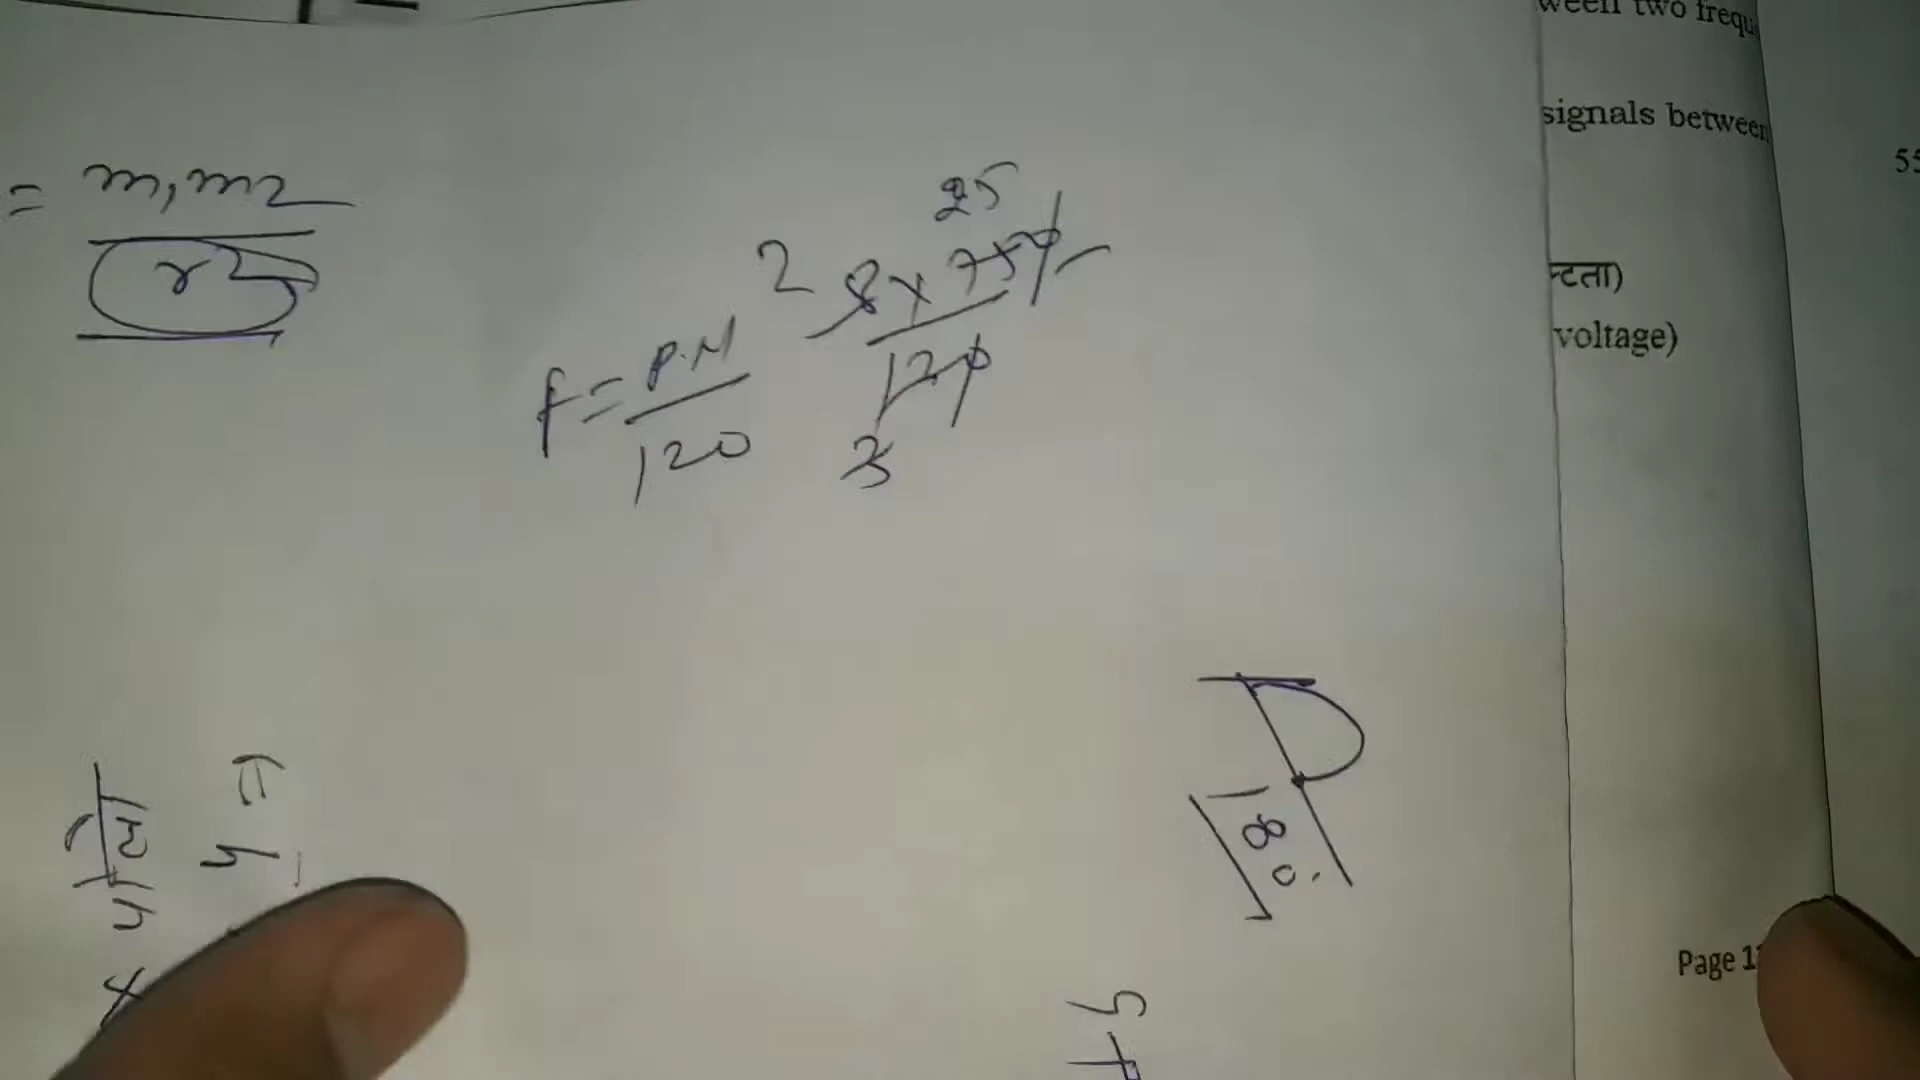 = m1m2
r2
f = P.N
120
2 8 x 750
25
120
3
180
ween two frequ
signals between
55
न्टता)
voltage)
Page 1